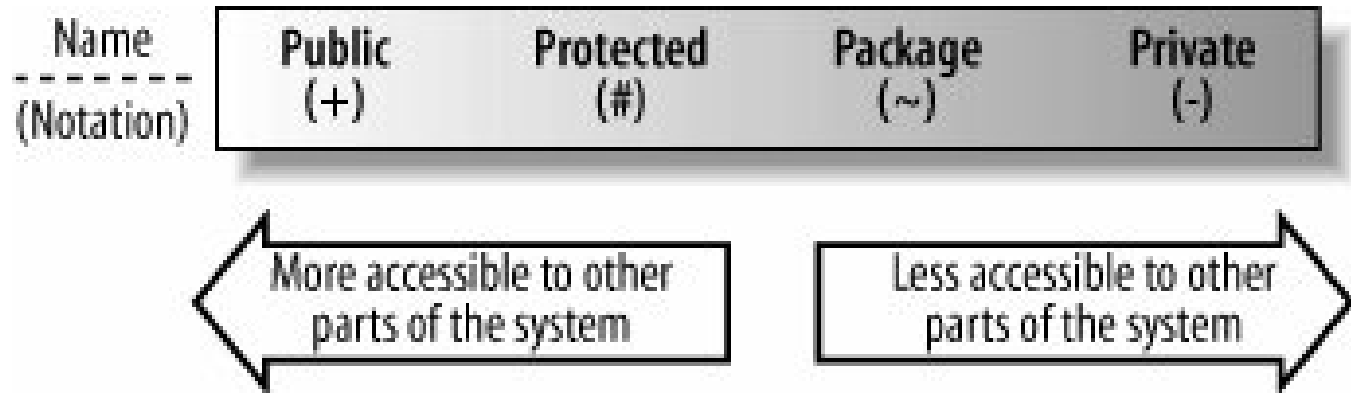 Name
(Notation)
Public
(+)
Protected
(#)
Package
(~)
Private
(-)
More accessible to other
parts of the system
Less accessible to other
parts of the system